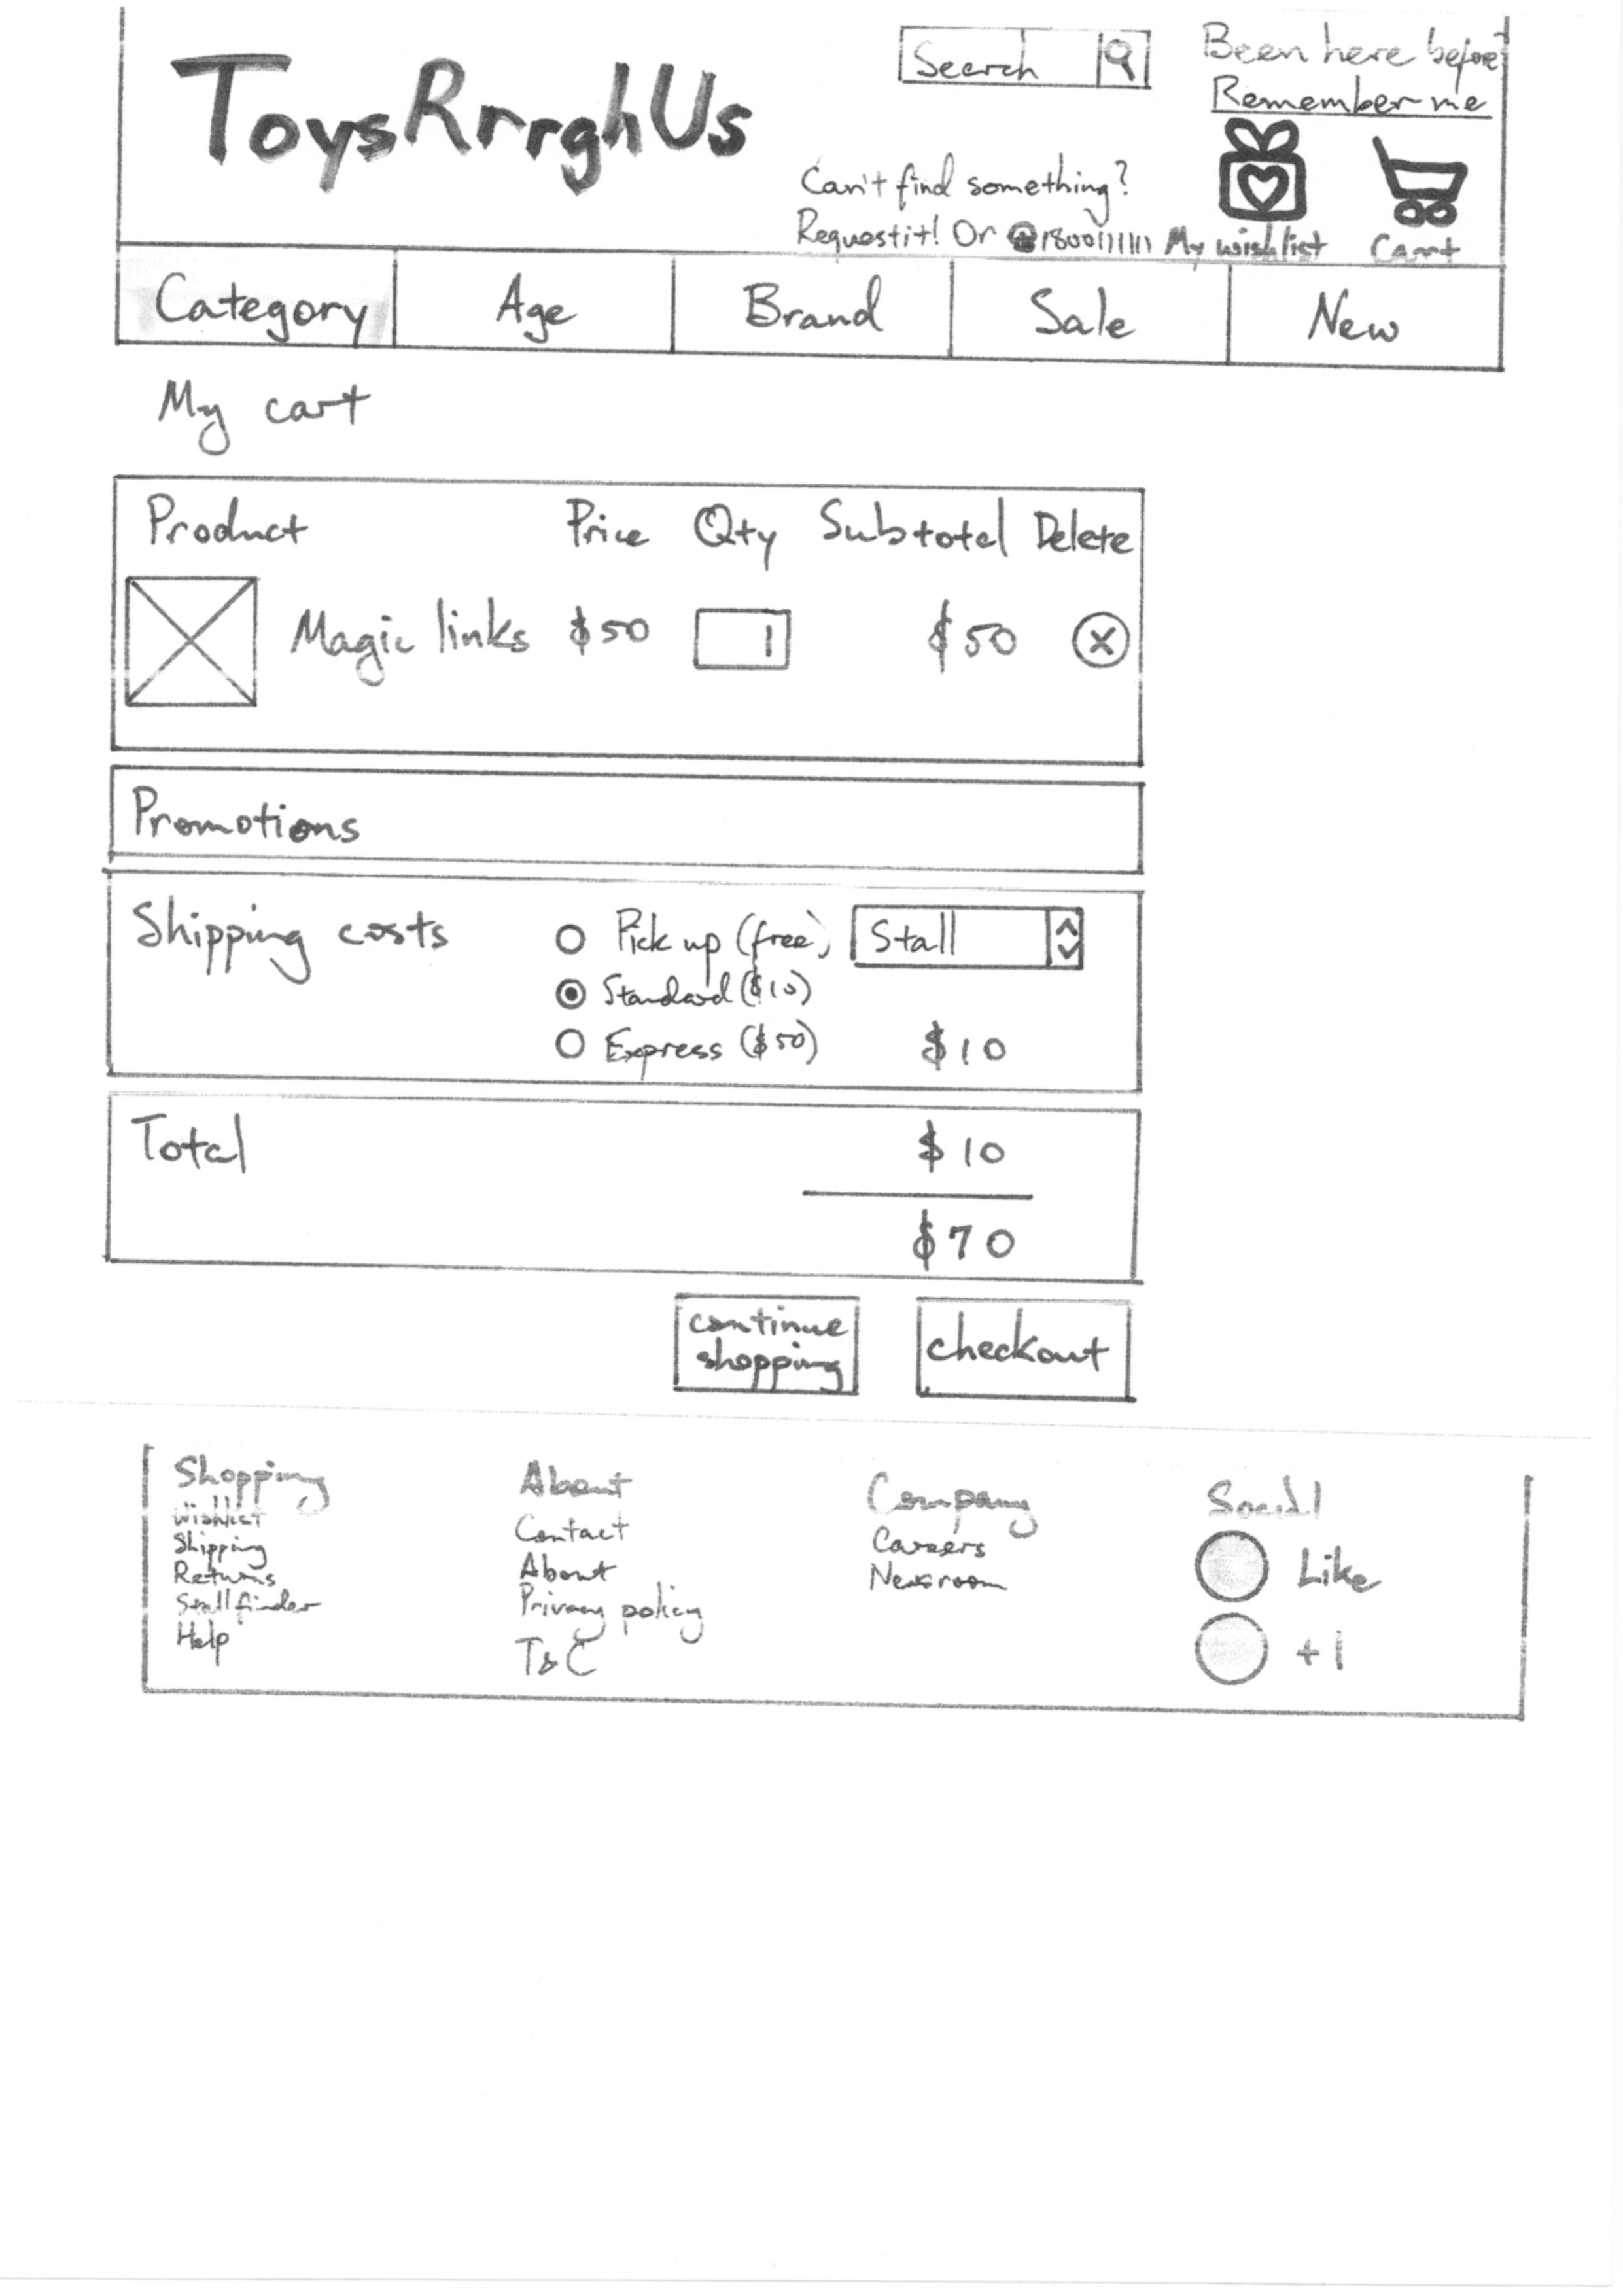 ToysRrrghUs
Search
Been here before?
Remember me
Can't find something?
Request it! Or ☎1800111111
My wishlist
Cart
Category Age Brand Sale New
My cart
Product Price Qty Subtotal Delete
Magic links $50 1 $50 X
Promotions
Shipping costs
Pick up (free) Stall
Standard ($10)
Express ($50) $10
Total $10
$70
continue
shopping
checkout
Shopping
Wishlist
Shipping
Returns
Stall finder
Help
About
Contact
About
Privacy policy
T&C
Company
Careers
Newsroom
Social
Like
+1